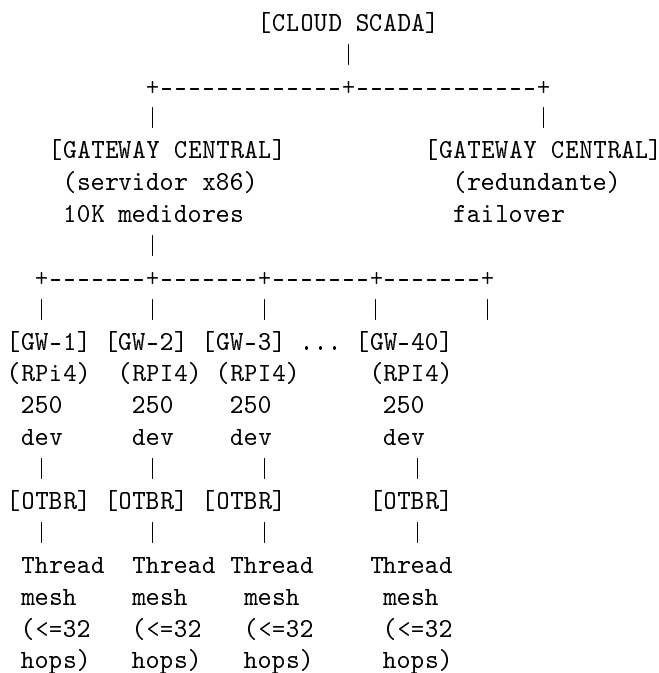 [CLOUD SCADA]
|
+-------------+-------------+
| |
[GATEWAY CENTRAL] [GATEWAY CENTRAL]
(servidor x86) (redundante)
10K medidores failover
|
+-------+-------+-------+-------+
| | | | |
[GW-1] [GW-2] [GW-3] ... [GW-40]
(RPi4) (RPI4) (RPI4) (RPI4)
250 250 250 250
dev dev dev dev
| | | |
[OTBR] [OTBR] [OTBR] [OTBR]
| | | |
Thread Thread Thread Thread
mesh mesh mesh mesh
(<=32 (<=32 (<=32 (<=32
hops) hops) hops) hops)